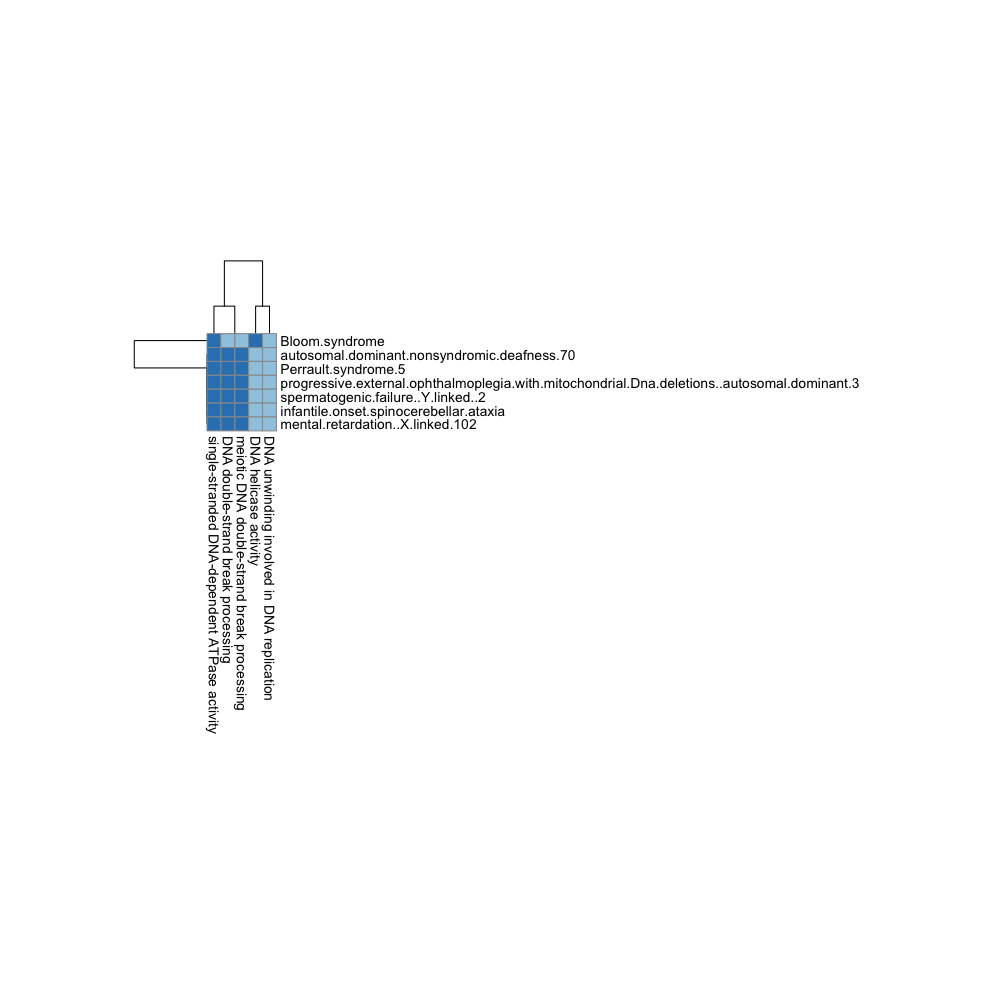 Bloom.syndrome
autosomal.dominant.nonsyndromic.deafness.70
Perrault.syndrome.5
progressive.external.ophthalmoplegia.with.mitochondrial.Dna.deletions..autosomal.dominant.3
spermatogenic.failure..Y.linked..2
infantile.onset.spinocerebellar.ataxia
mental.retardation..X.linked.102
single-stranded DNA-dependent ATPase activity
DNA double-strand break processing
meiotic DNA double-strand break processing
DNA helicase activity
DNA unwinding involved in DNA replication